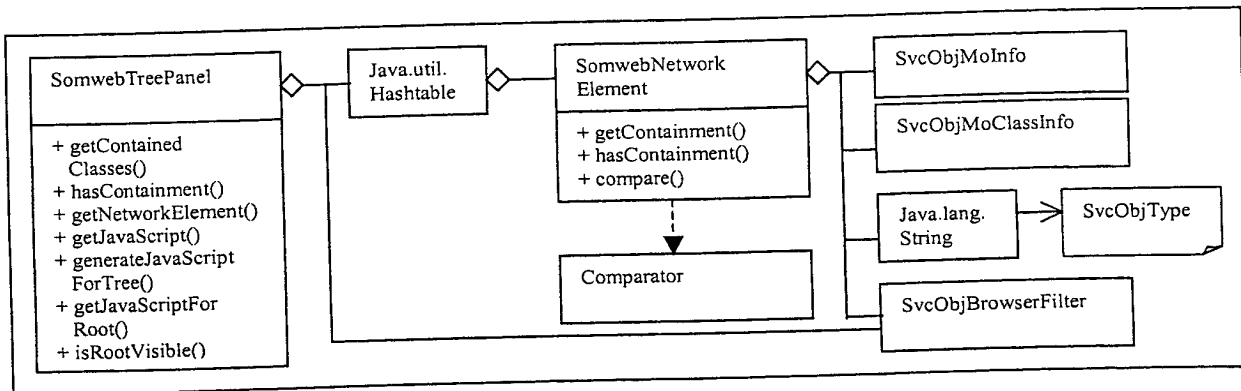 SomwebTreePanel
+ getContained
Classes()
+ hasContainment()
+ getNetworkElement()
+ getJavaScript()
+ generateJavaScript
ForTree()
+ getJavaScriptFor
Root()
+ isRootVisible()
Java.util.
Hashtable
SomwebNetwork
Element
+ getContainment()
+ hasContainment()
+ compare()
Comparator
SvcObjMoInfo
SvcObjMoClassInfo
Java.lang.
String
SvcObjType
SvcObjBrowserFilter